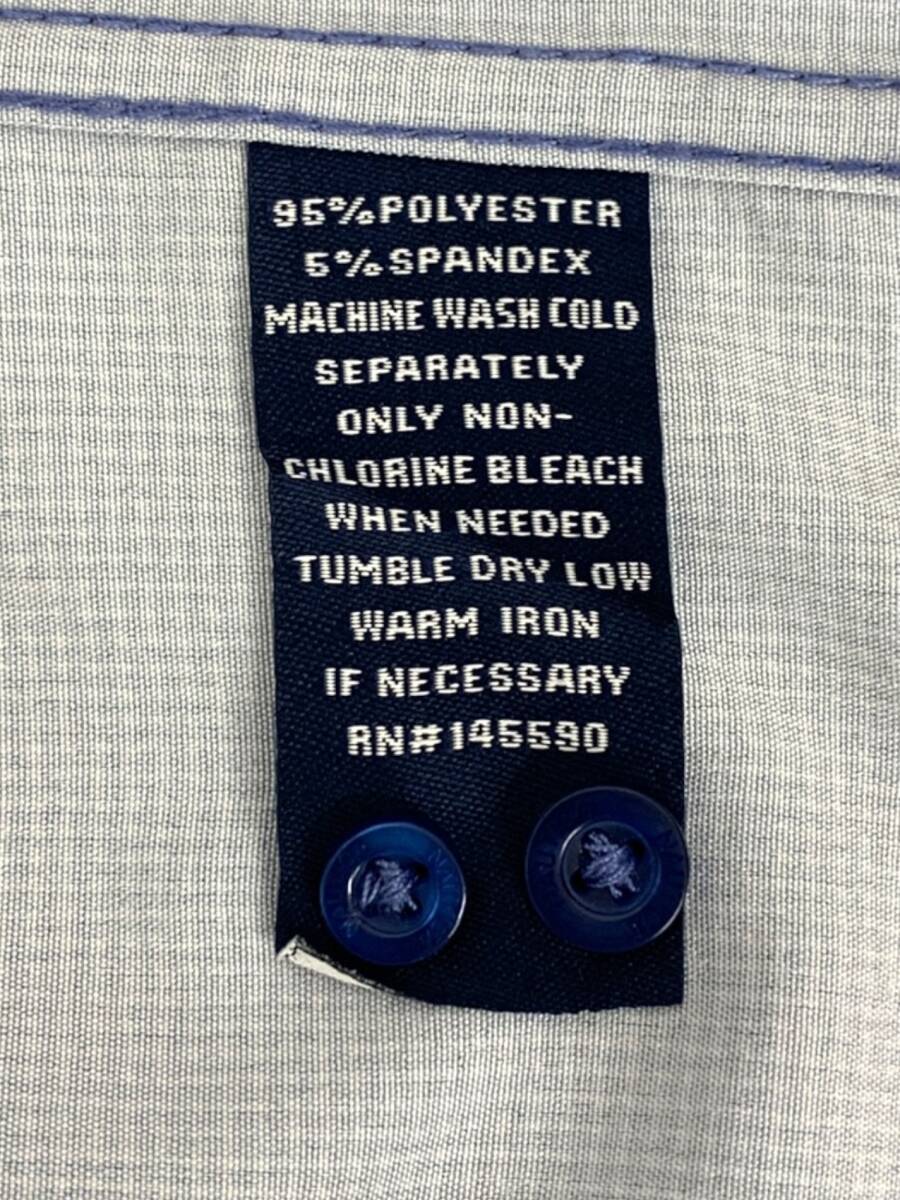 95%POLYESTER
5%SPANDEX
MACHINE WASH COLD
SEPARATELY
ONLY NON-
CHLORINE BLEACH
WHEN NEEDED
TUMBLE DRY LOW
WARM IRON
IF NECESSARY
RN#145590